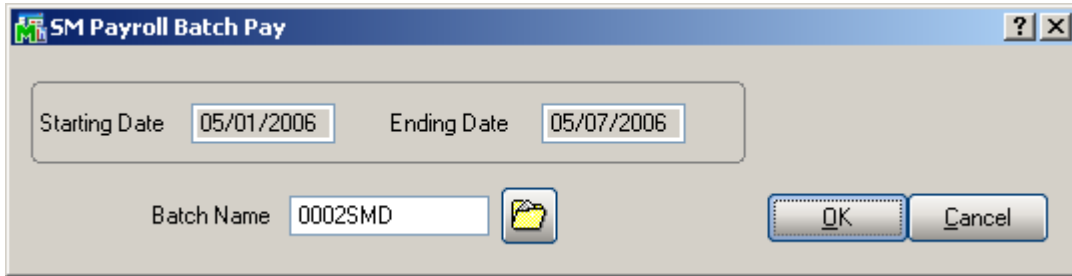 SM Payroll Batch Pay ?
Starting Date 05/01/2006 Ending Date 05/07/2006
Batch Name 0002SMD OK Cancel